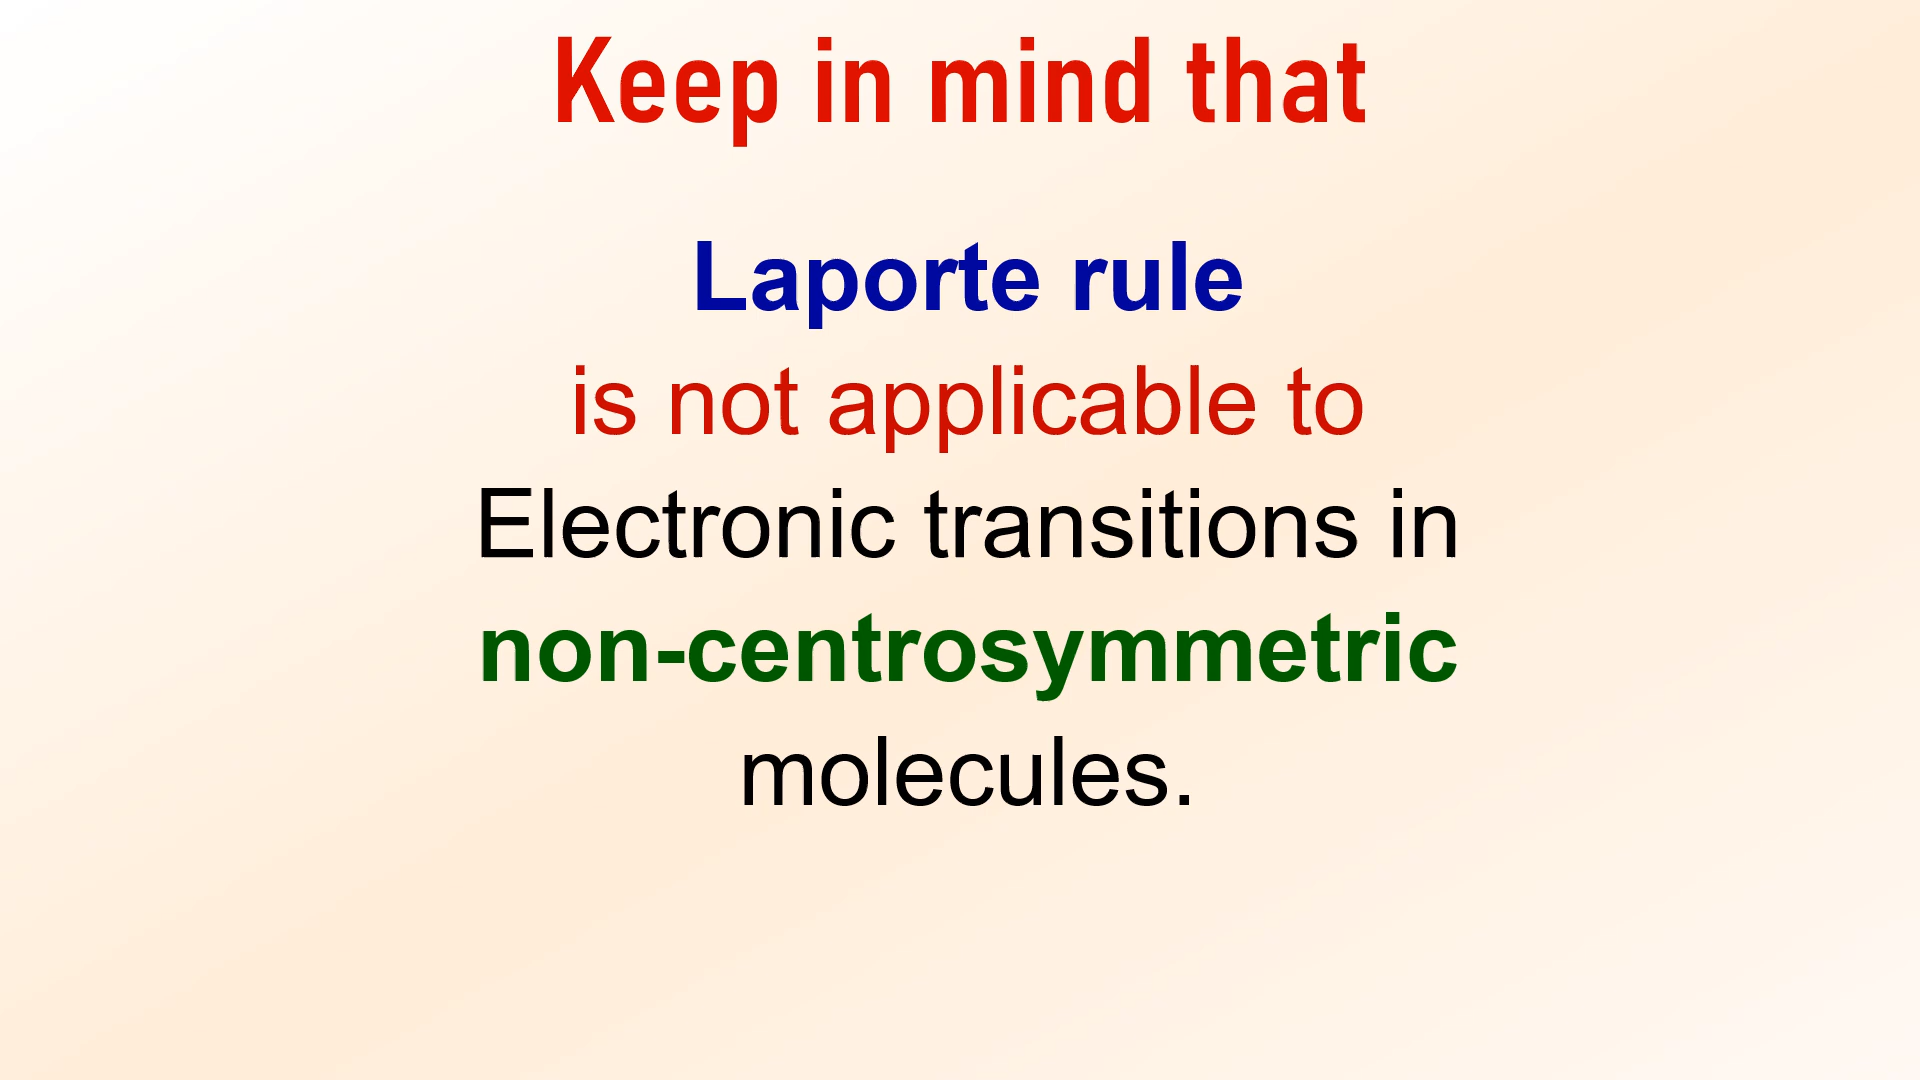 Keep in mind that
Laporte rule
is not applicable to
Electronic transitions in
non-centrosymmetric
molecules.